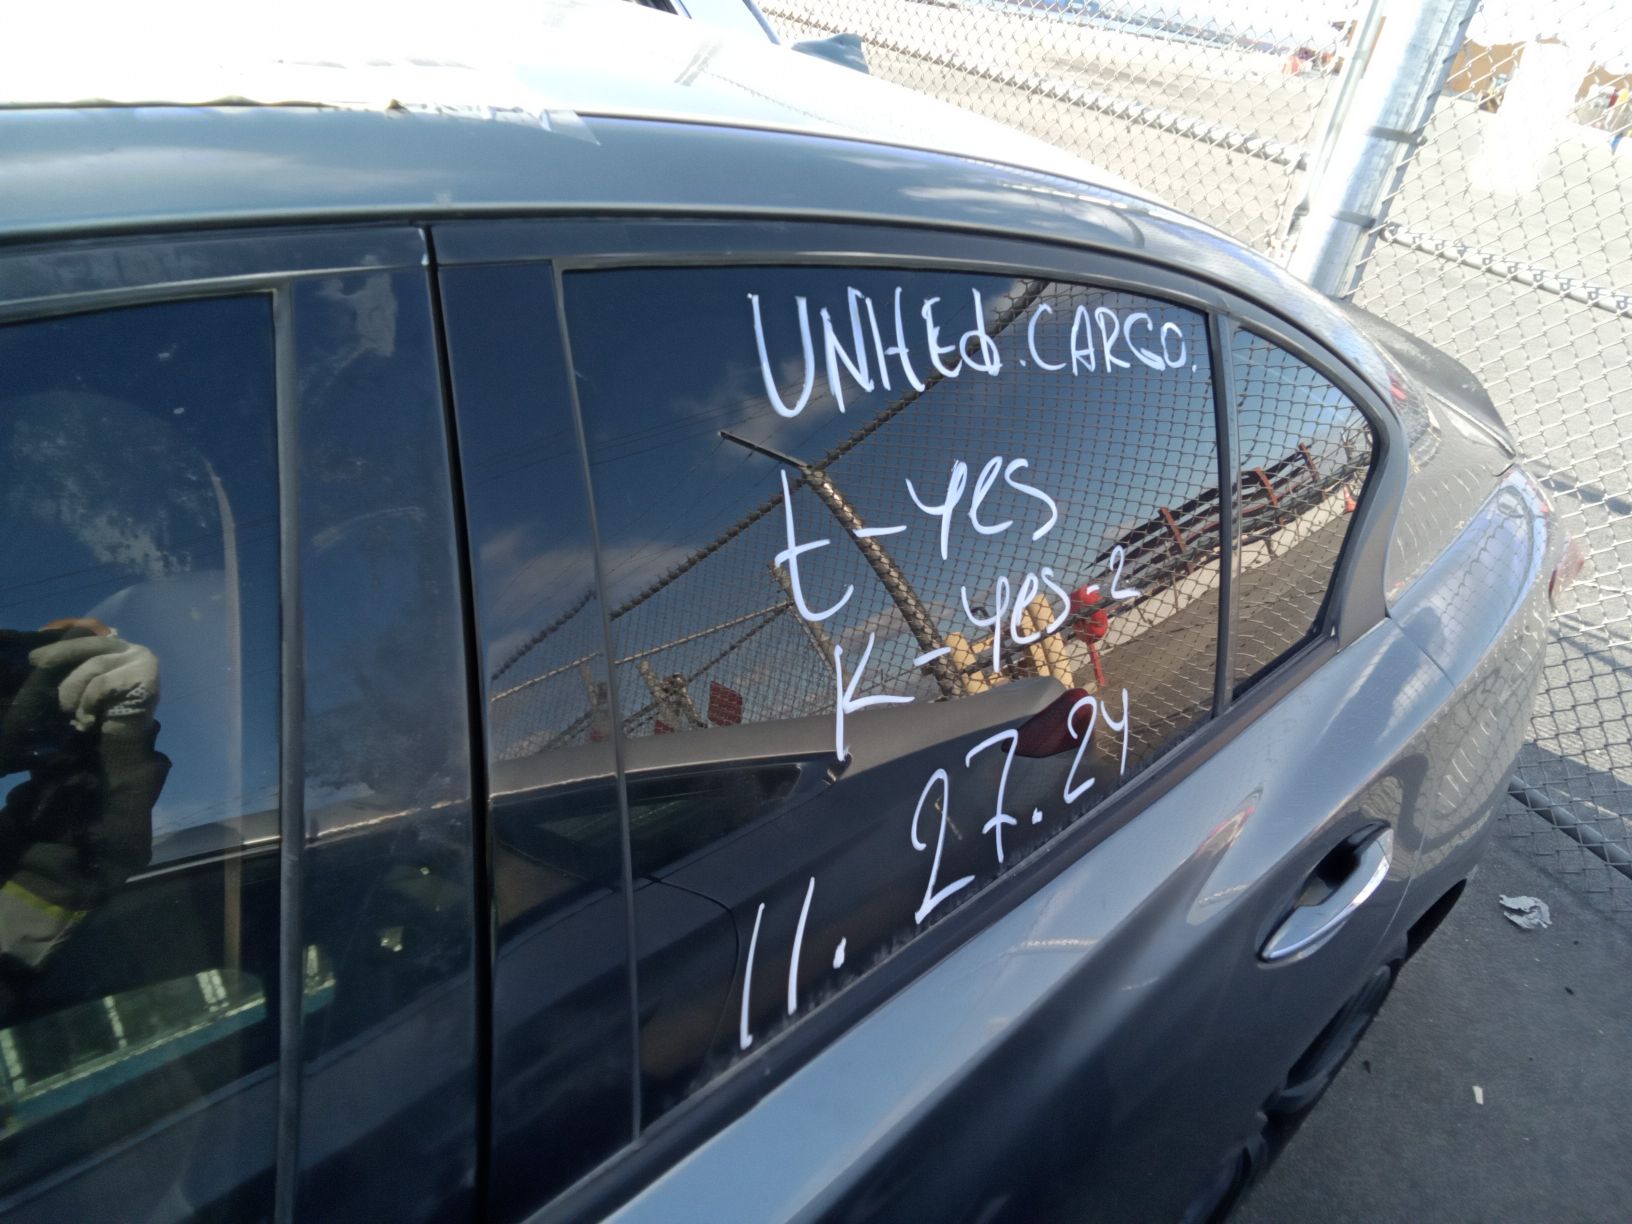 UNITEd.CARGO.
t-yes
K-yes-2
11.27.24